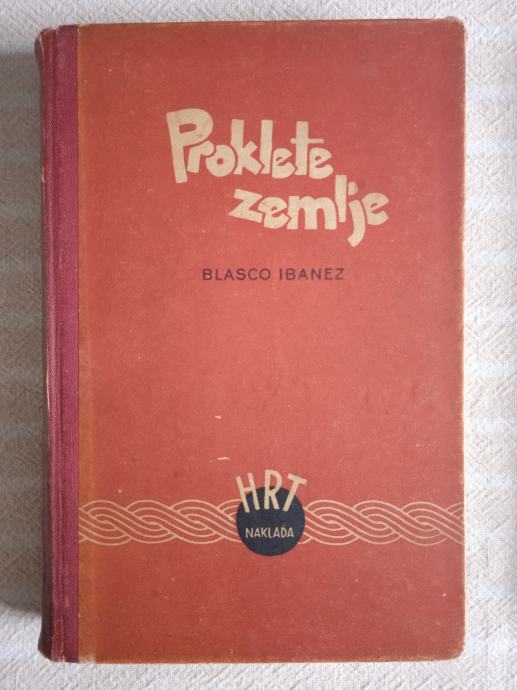 Proklete
zemlje
BLASCO IBANEZ
HRT
NAKLADA